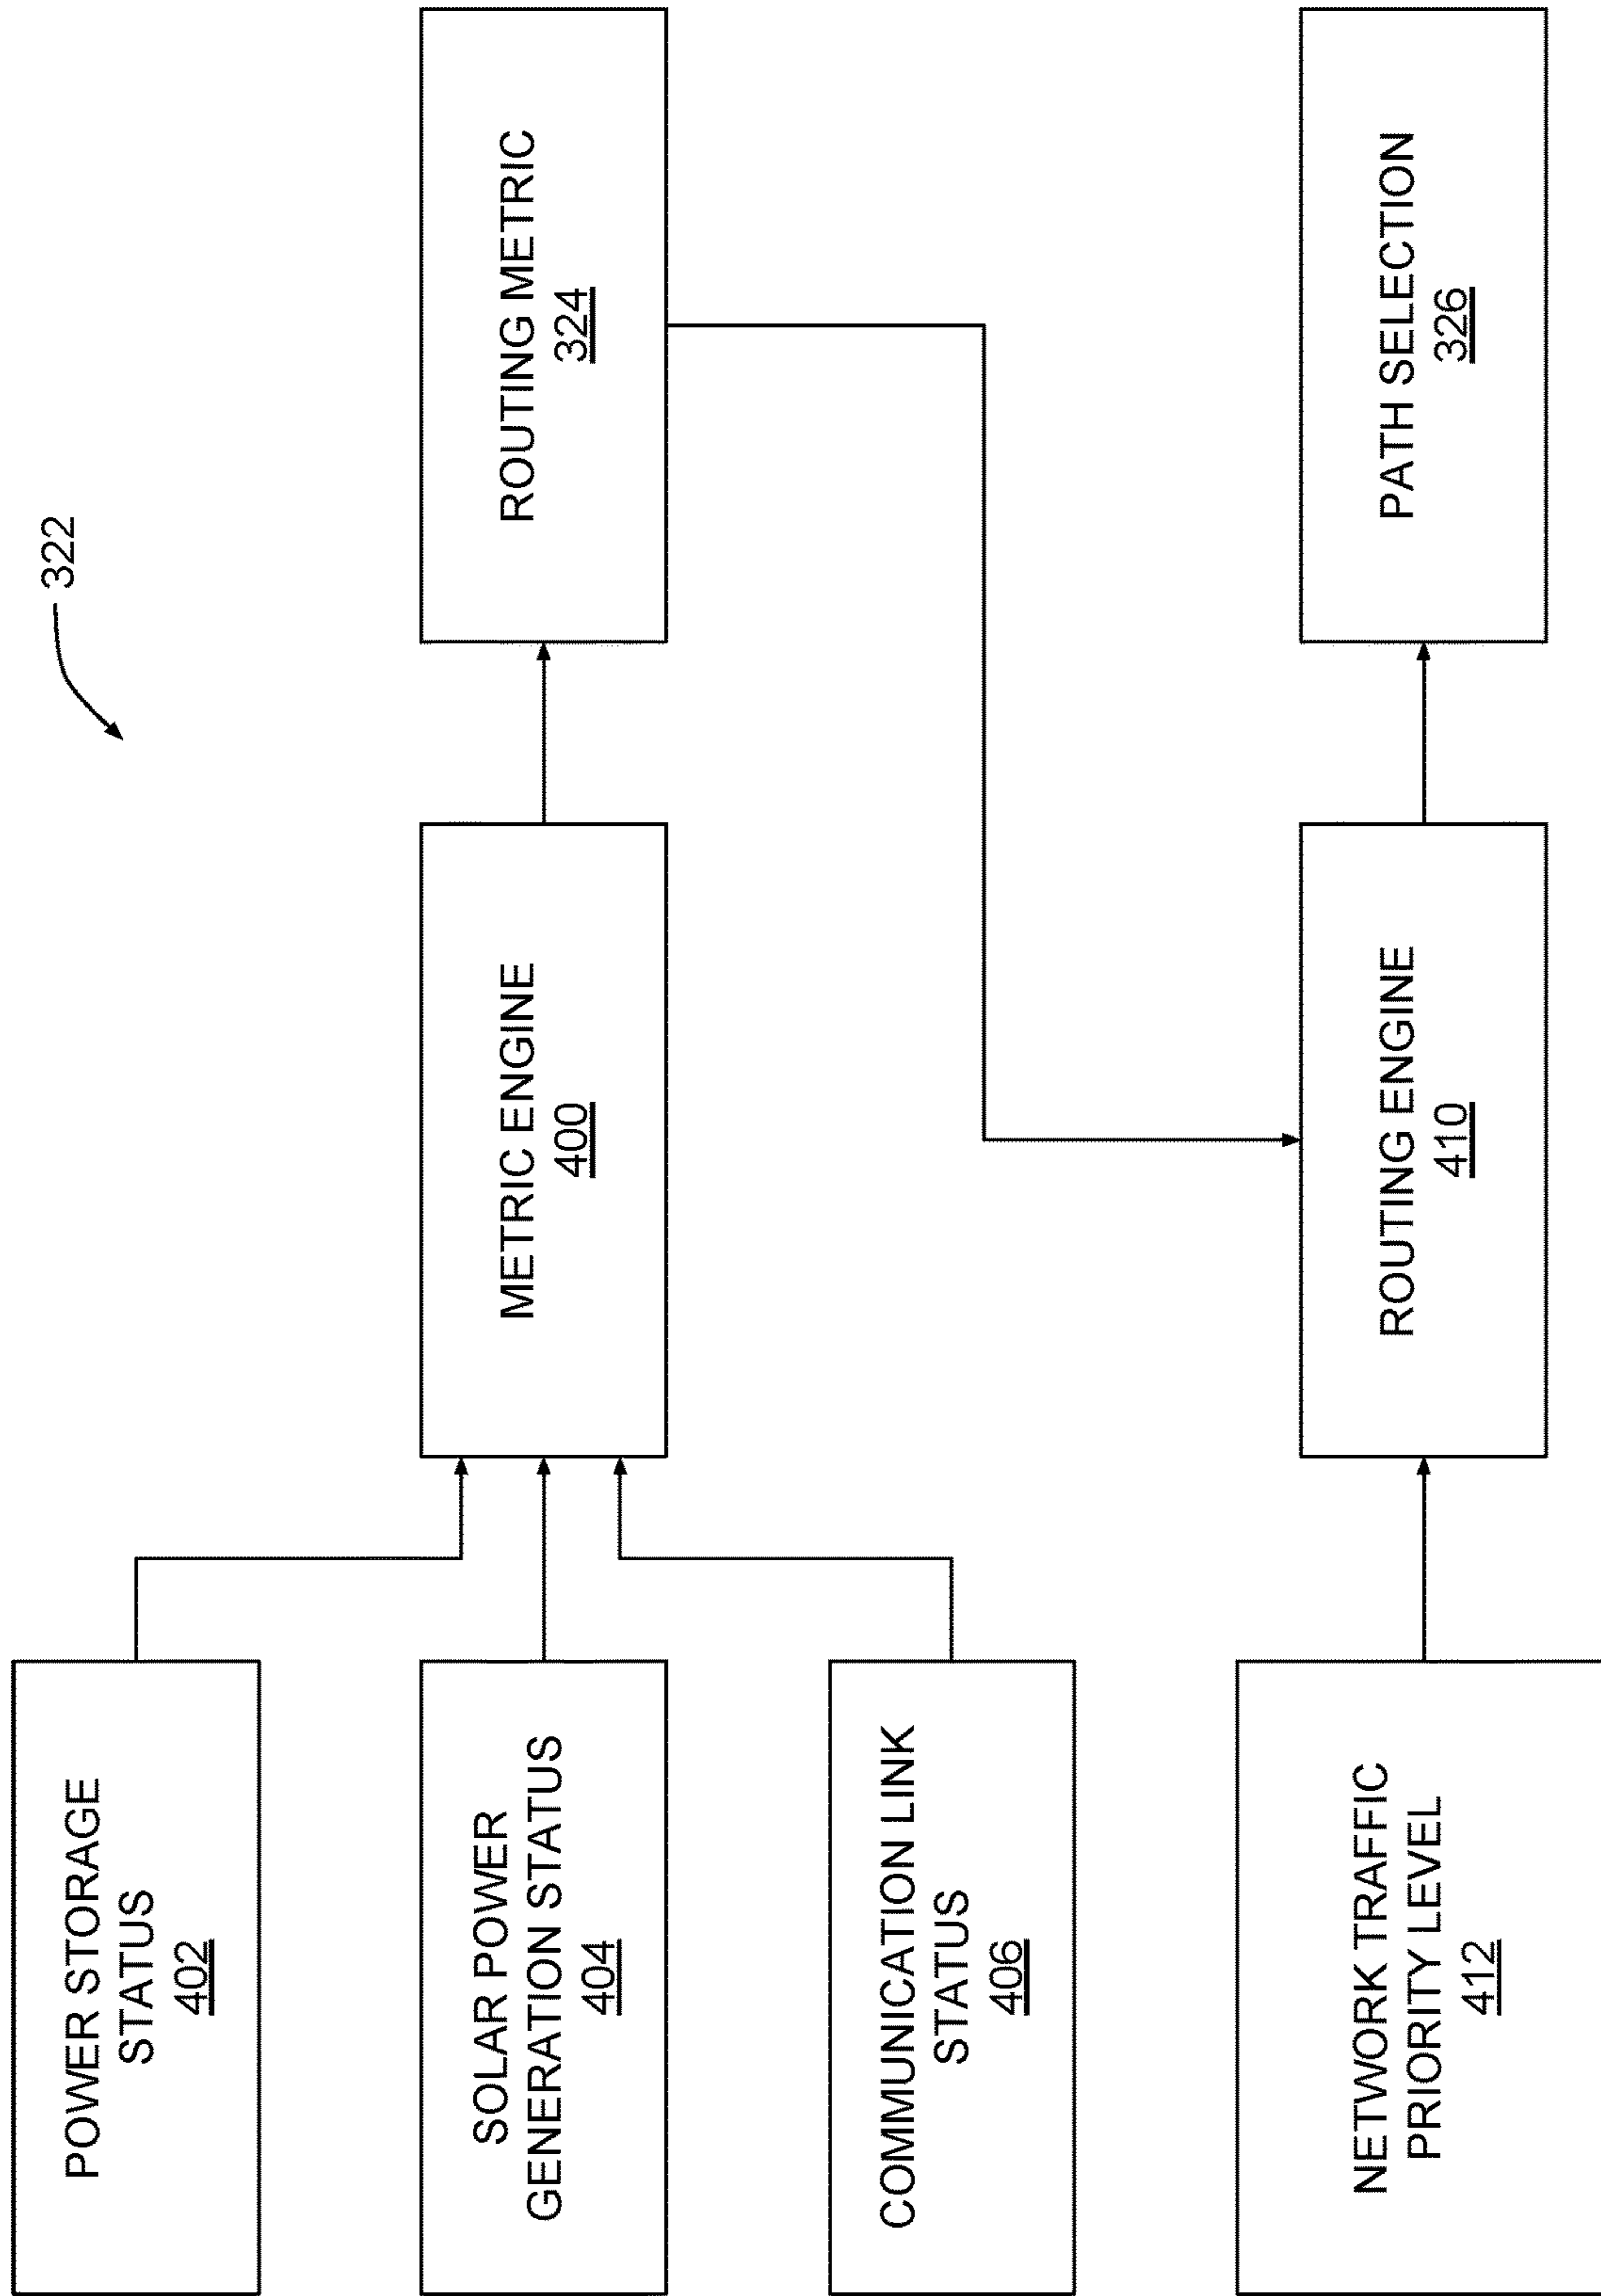 322
POWER STORAGE
STATUS
402
SOLAR POWER
GENERATION STATUS
404
COMMUNICATION LINK
STATUS
406
METRIC ENGINE
400
ROUTING METRIC
324
NETWORK TRAFFIC
PRIORITY LEVEL
412
ROUTING ENGINE
410
PATH SELECTION
326